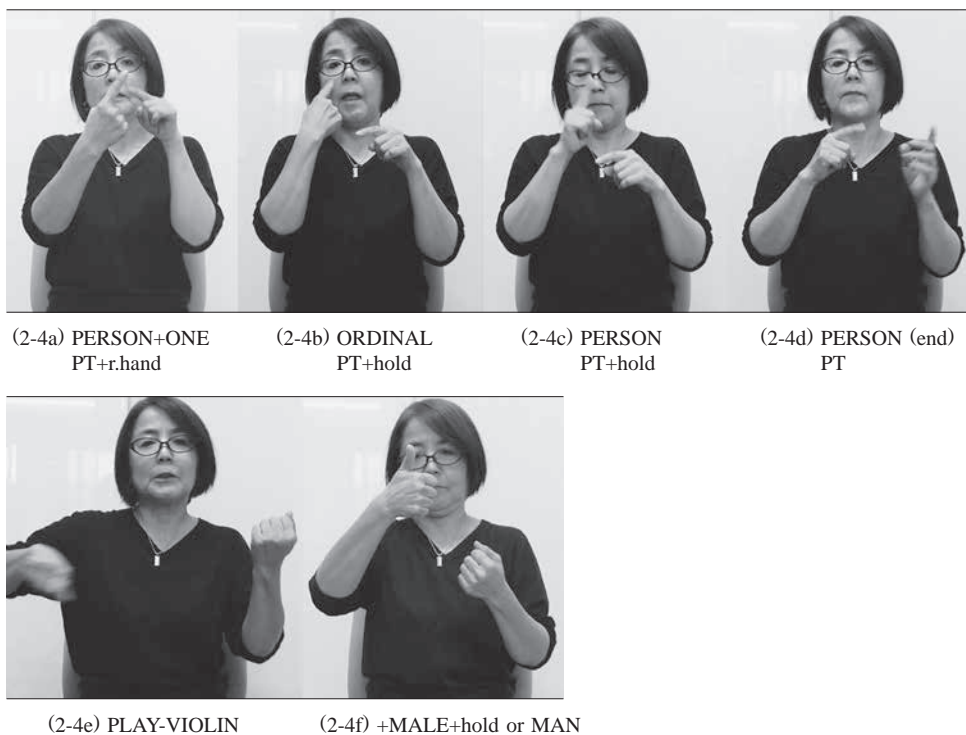 (2-4a) PERSON+ONE
PT+r.hand
(2-4b) ORDINAL
PT+hold
(2-4c) PERSON
PT+hold
(2-4d) PERSON (end)
PT
(2-4e) PLAY-VIOLIN
(2-4f) +MALE+hold or MAN